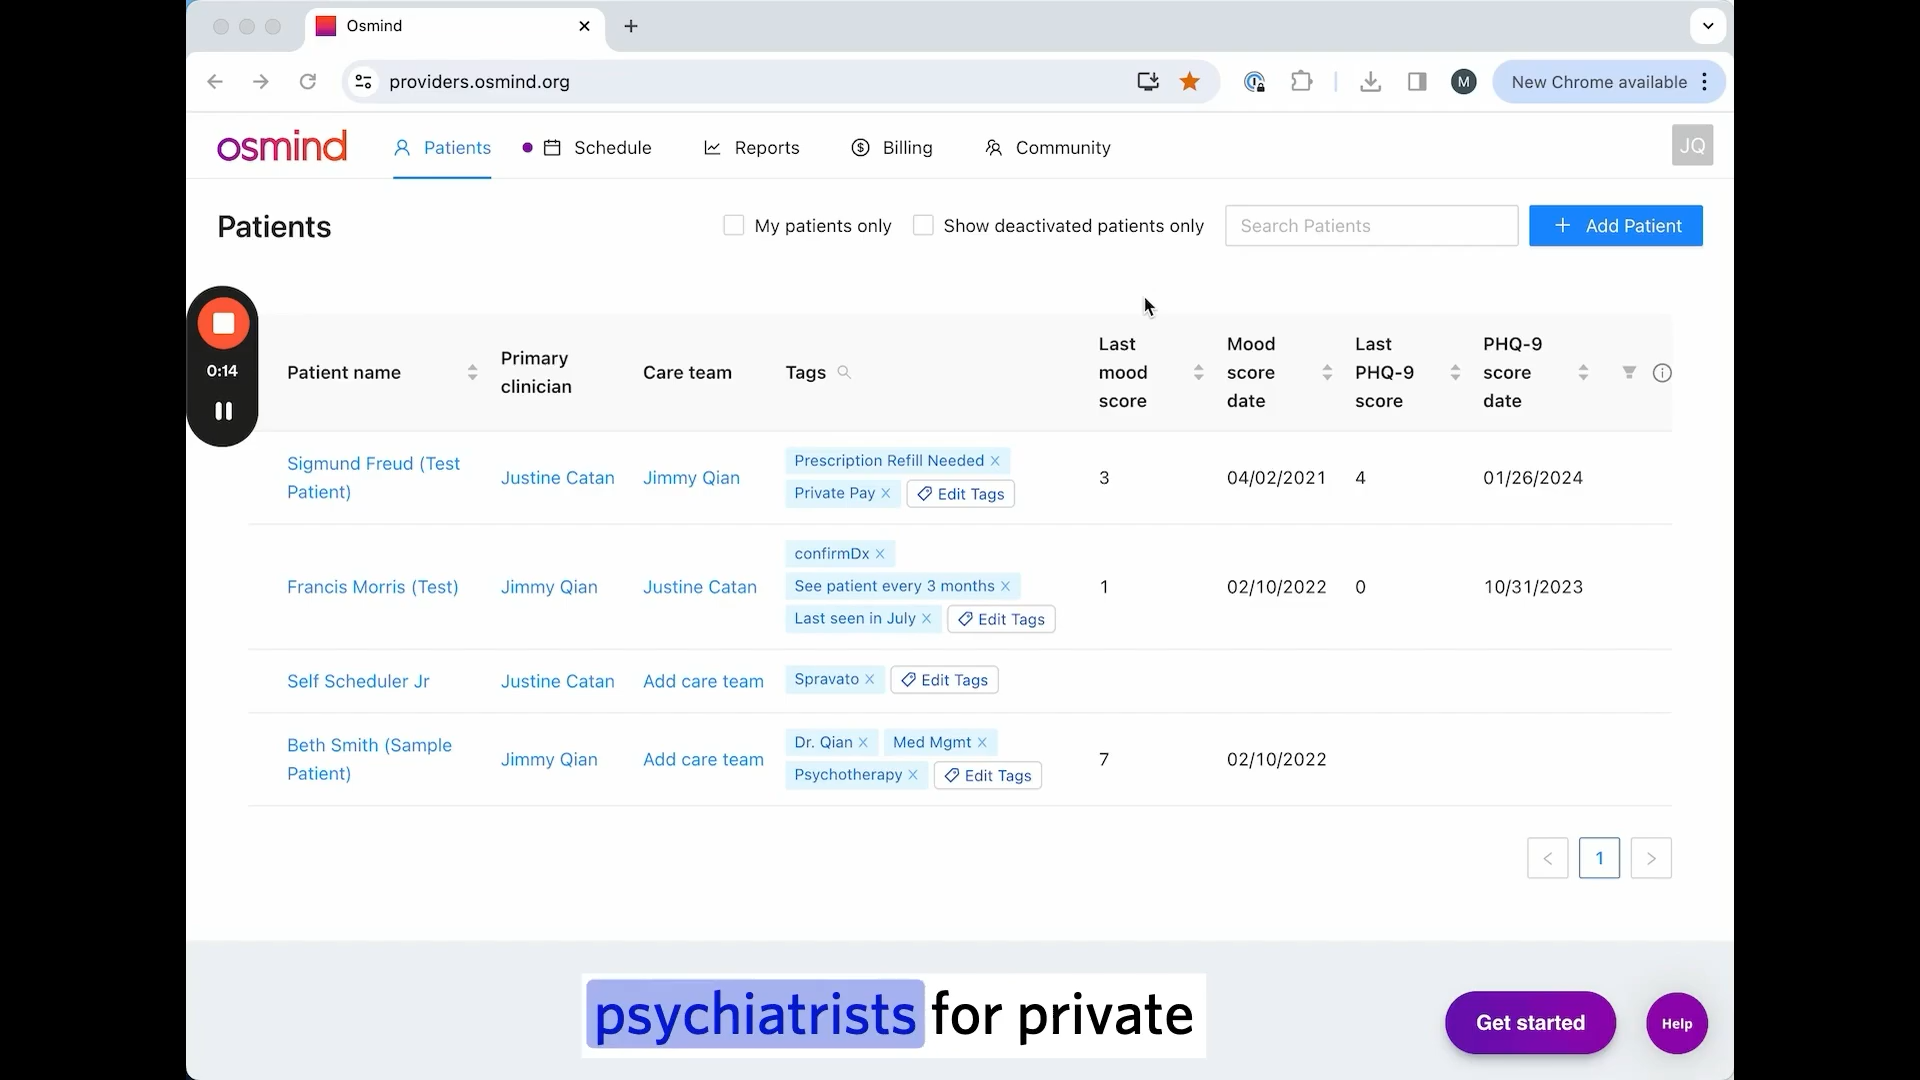 Osmind
providers.osmind.org
M
New Chrome available
osmind
Patients
Schedule
Reports
Billing
Community
JQ
Patients
My patients only
Show deactivated patients only
Search Patients
Add Patient
0:14
Patient name
Primary
clinician
Care team
Tags
Last
mood
score
Mood
score
date
Last
PHQ-9
score
PHQ-9
score
date
Sigmund Freud (Test
Patient)
Justine Catan
Jimmy Qian
Prescription Refill Needed
Private Pay
Edit Tags
3
04/02/2021
4
01/26/2024
Francis Morris (Test)
Jimmy Qian
Justine Catan
confirmDx
See patient every 3 months
Last seen in July
Edit Tags
1
02/10/2022
0
10/31/2023
Self Scheduler Jr
Justine Catan
Add care team
Spravato
Edit Tags
Beth Smith (Sample
Patient)
Jimmy Qian
Add care team
Dr. Qian
Med Mgmt
Psychotherapy
Edit Tags
7
02/10/2022
1
psychiatrists for private
Get started
Help